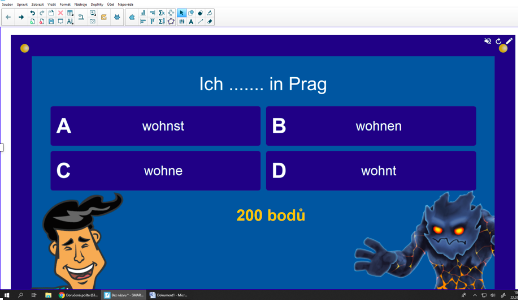 Ich ....... in Prag
A wohnst
B wohnen
C wohne
D wohnt
200 bodů